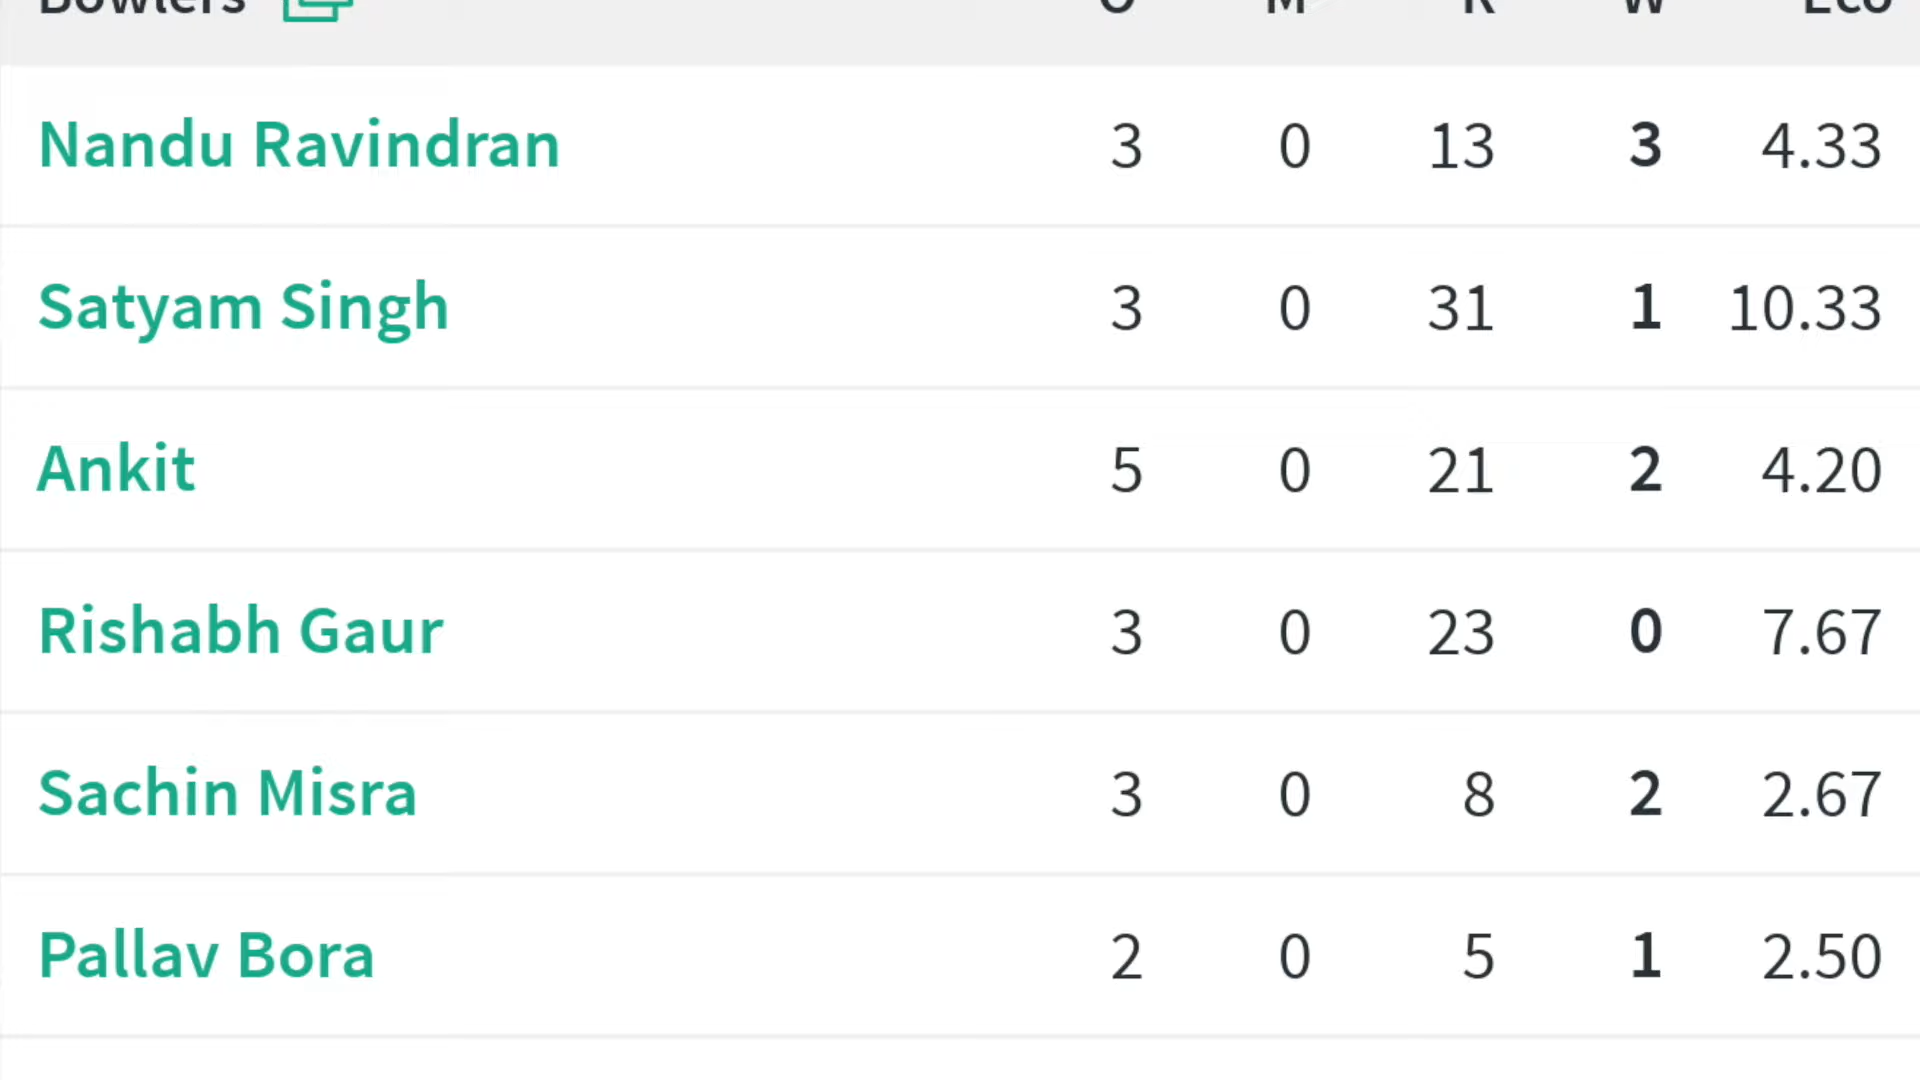 Bowlers O M R W Eco
Nandu Ravindran 3 0 13 3 4.33
Satyam Singh 3 0 31 1 10.33
Ankit 5 0 21 2 4.20
Rishabh Gaur 3 0 23 0 7.67
Sachin Misra 3 0 8 2 2.67
Pallav Bora 2 0 5 1 2.50